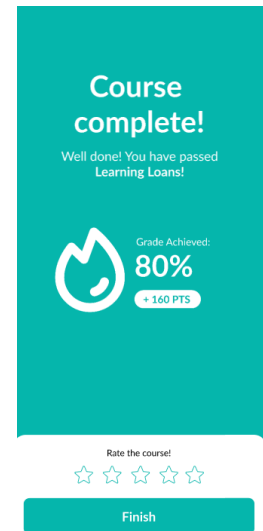 Course
complete!
Well done! You have passed
Learning Loans!
Grade Achieved:
80%
+ 160 PTS
Rate the course!
Finish